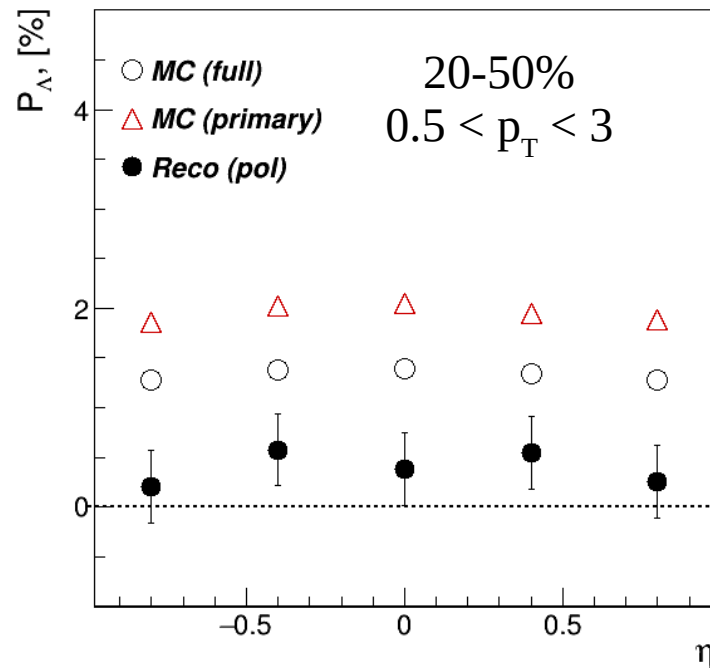 P_Λ, [%]
MC (full)
MC (primary)
Reco (pol)
20-50%
0.5 < p_T < 3
4
2
0
−0.5
0
0.5
η